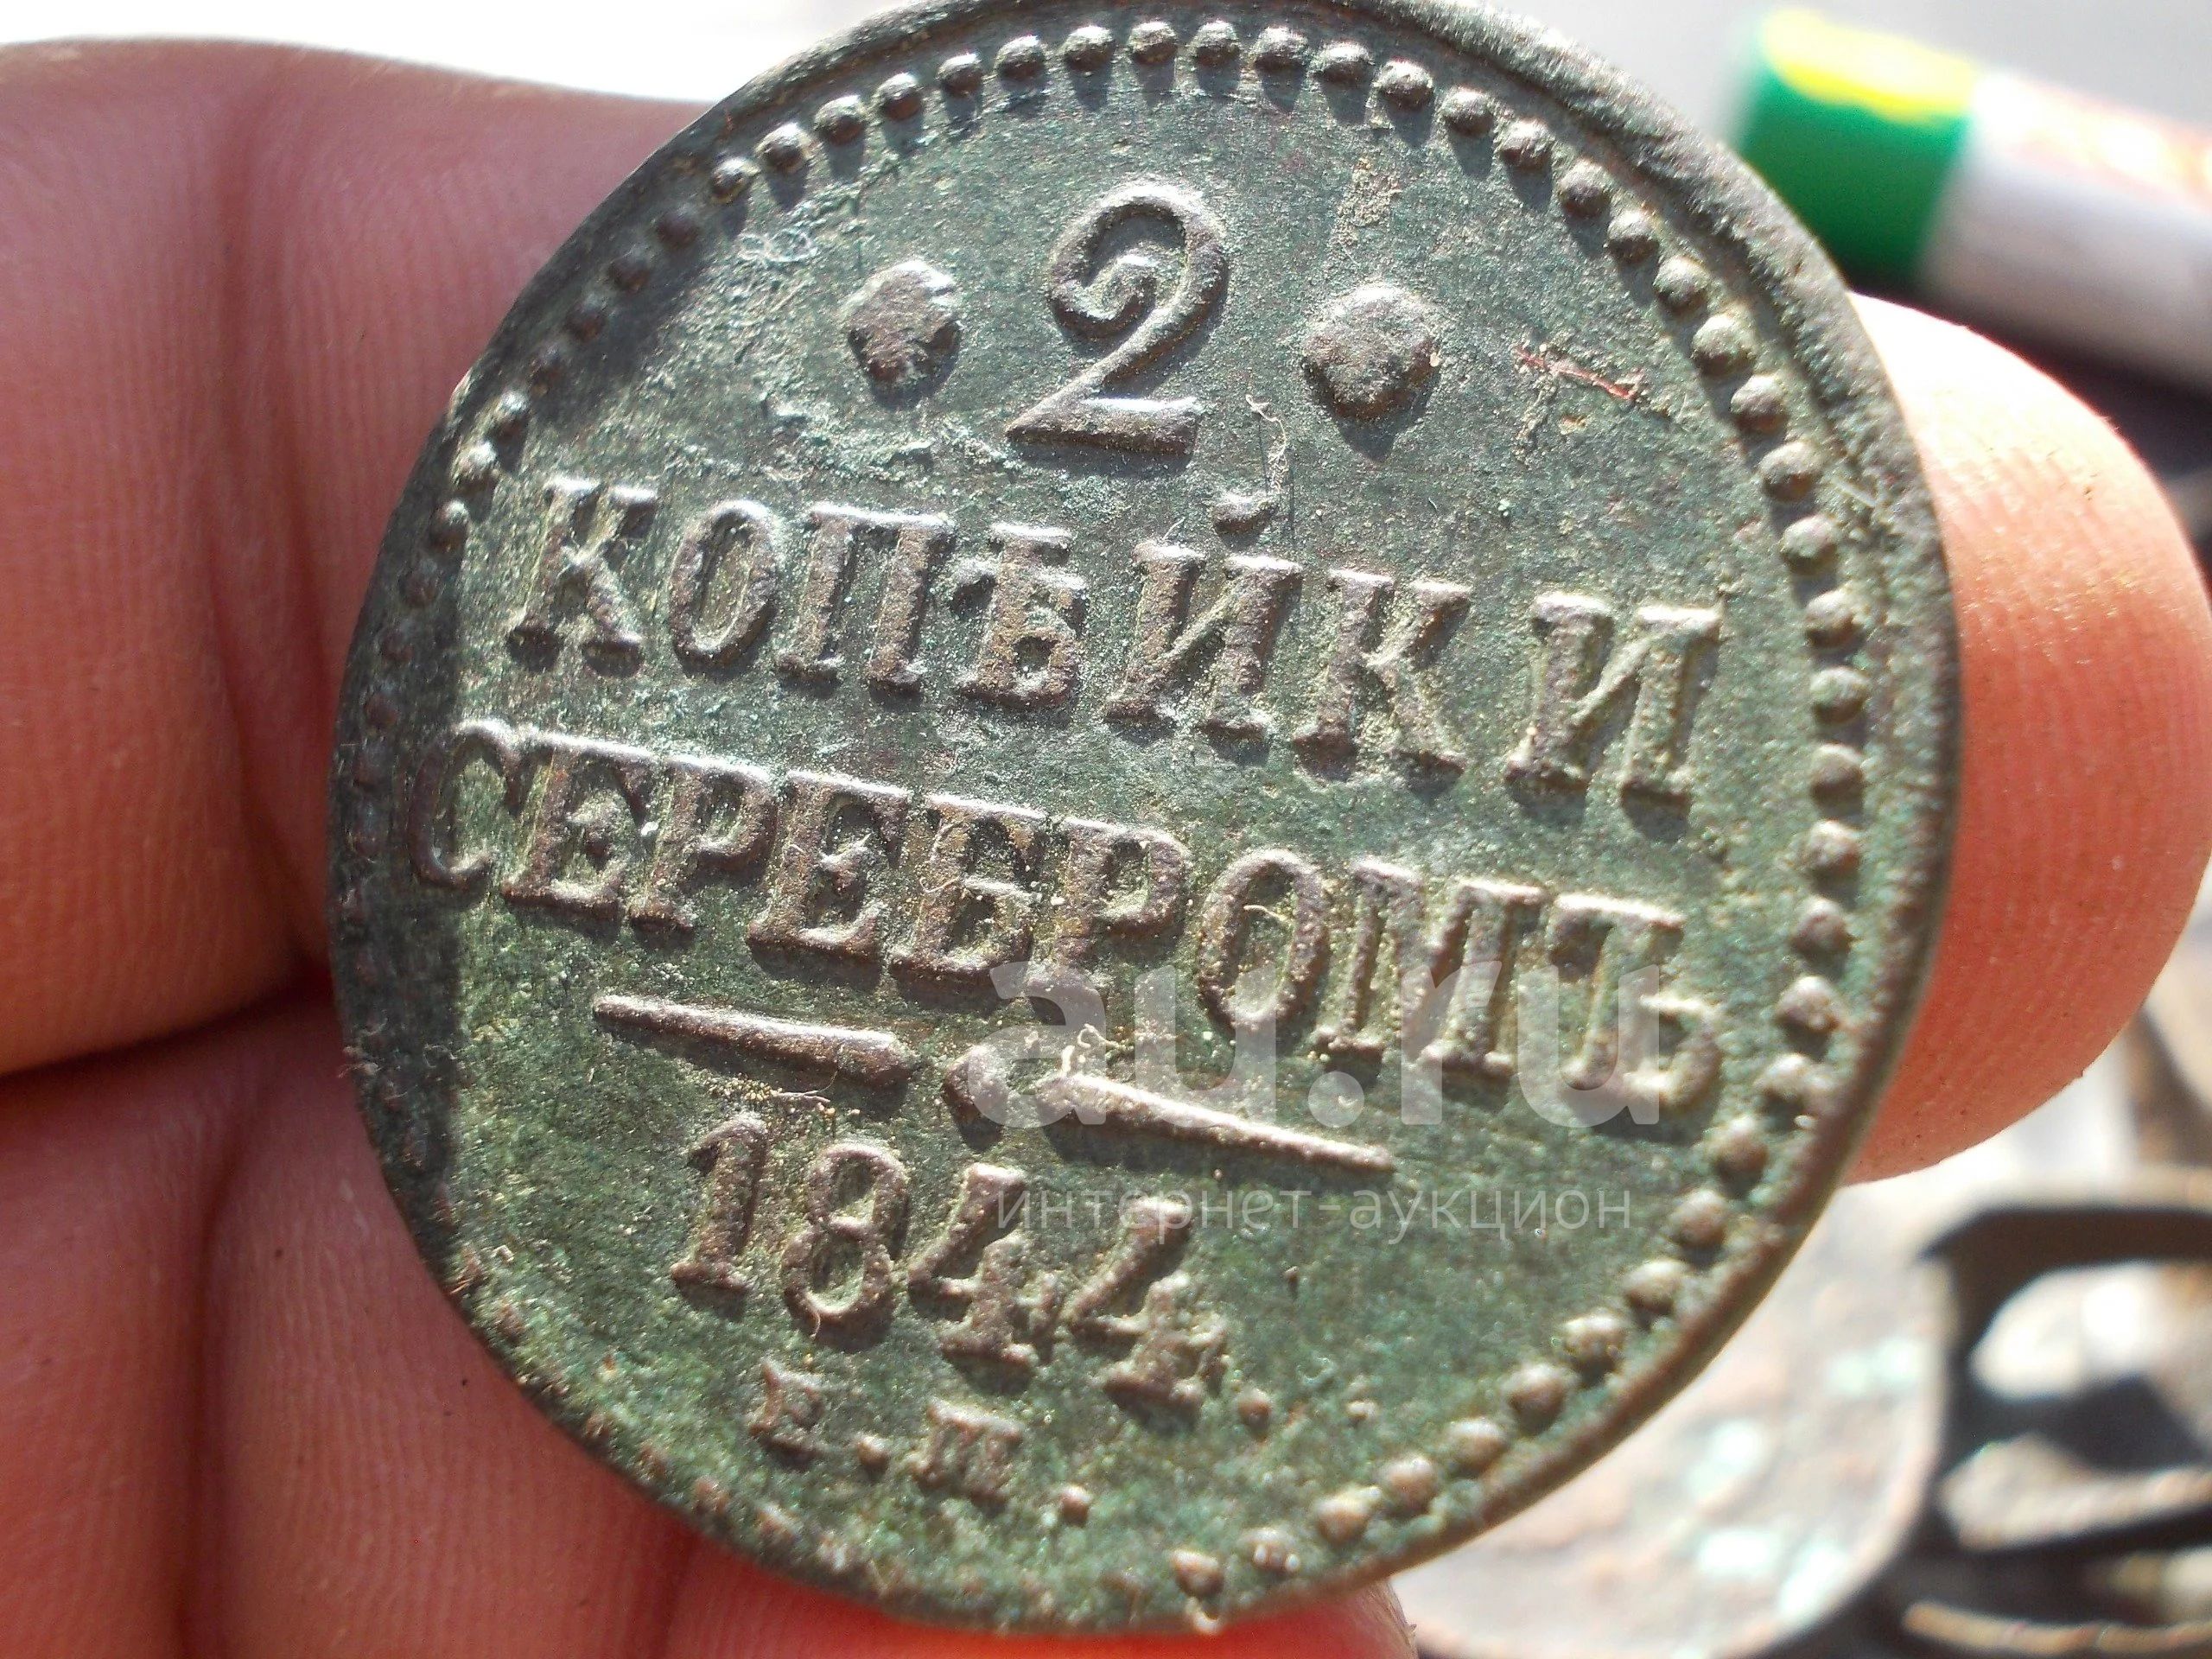 · 2 ·
КОПѢЙКИ
СЕРЕБРОМЪ
1844.
Е.М.
au.ru
интернет-аукцион